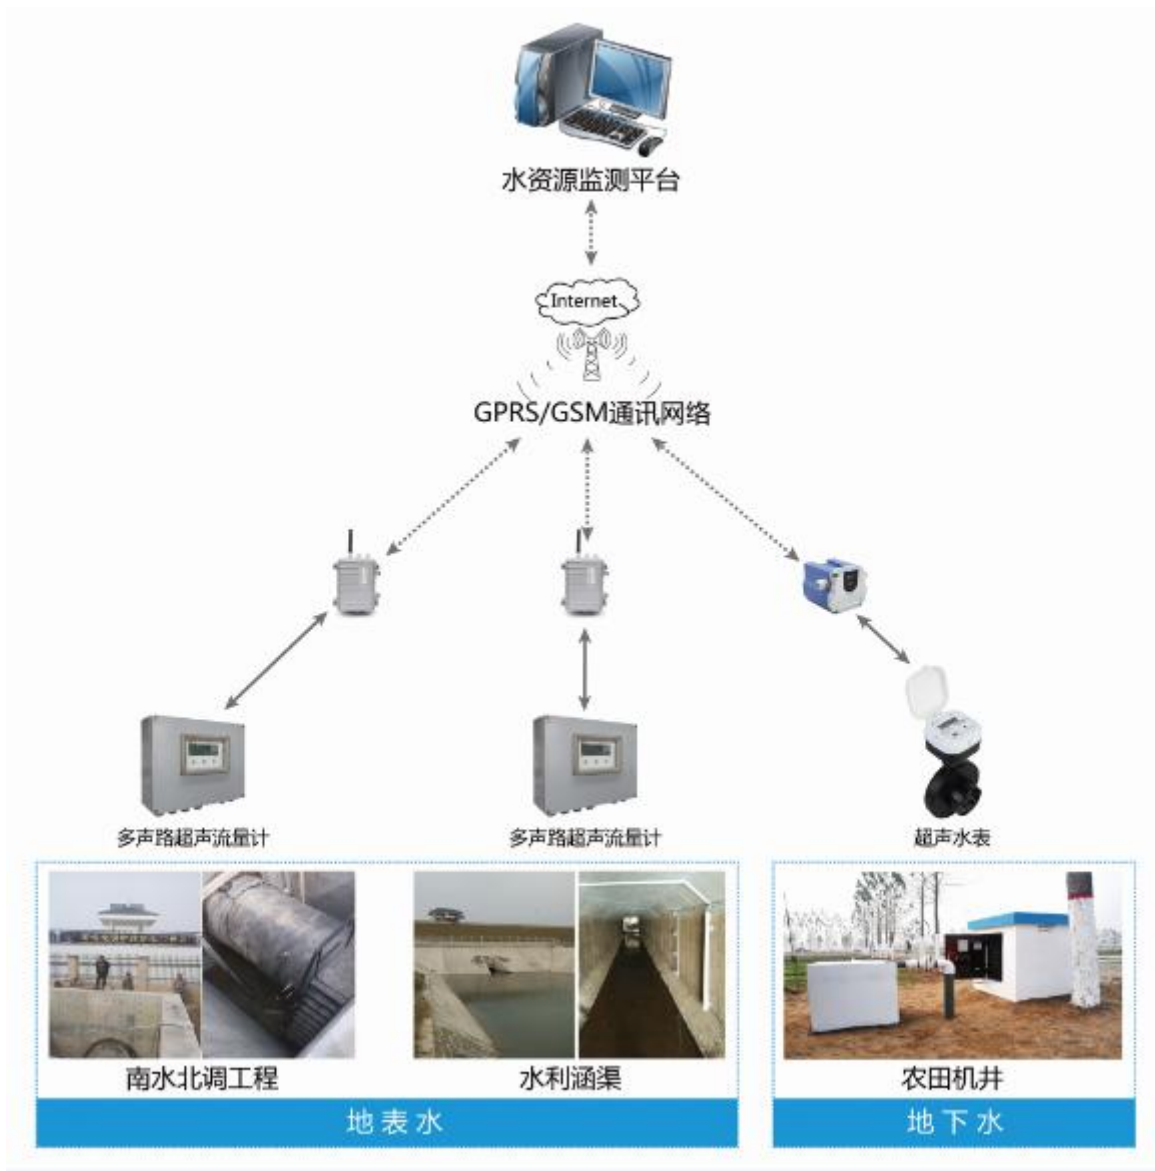 水资源监测平台
Internet
GPRS/GSM通讯网络
多声路超声流量计
多声路超声流量计
超声水表
南水北调工程
水利涵渠
农田机井
地表水
地下水